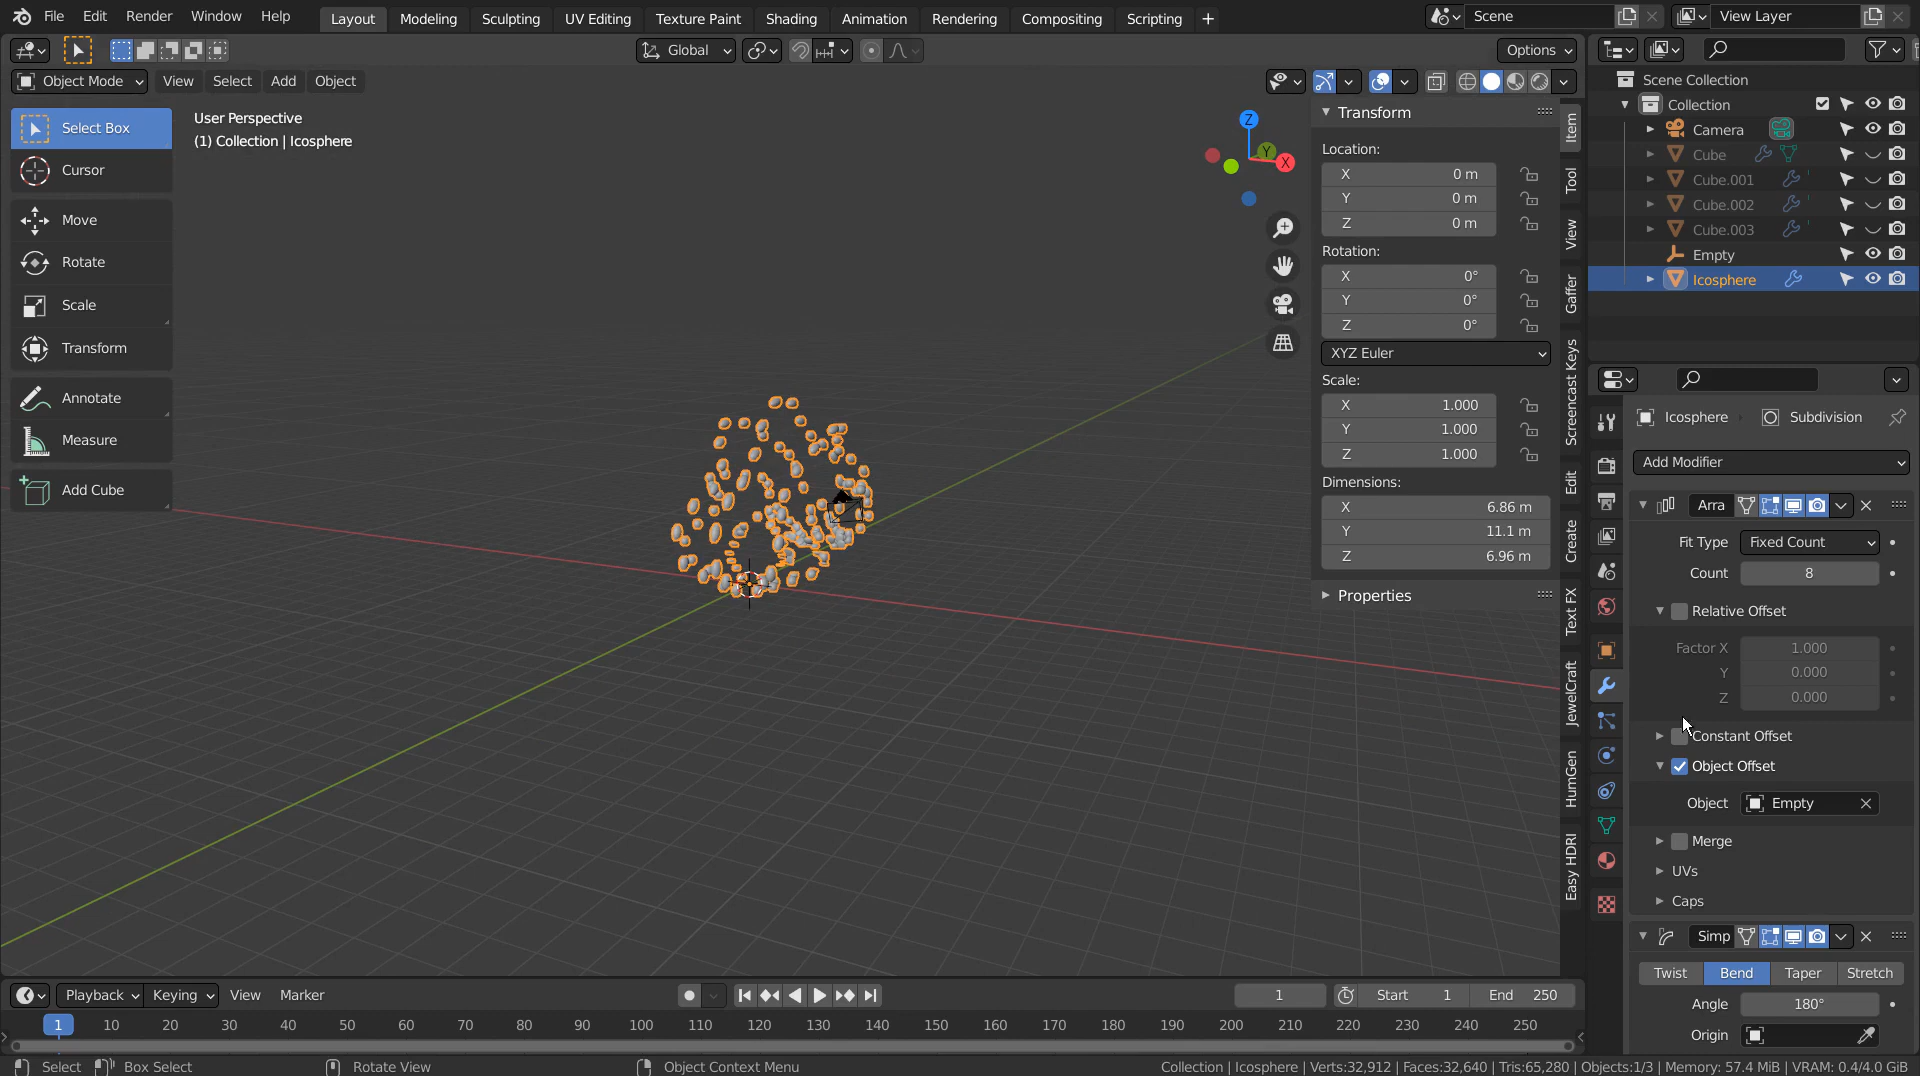 File Edit Render Window Help Layout Modeling Sculpting UV Editing Texture Paint Shading Animation Rendering Compositing Scripting + Scene View Layer
Global Options
Object Mode View Select Add Object
Select Box
Cursor
Move
Rotate
Scale
Transform
Annotate
Measure
Add Cube
User Perspective
(1) Collection | Icosphere
Z
Y
X
Transform
Location:
X 0 m
Y 0 m
Z 0 m
Rotation:
X 0°
Y 0°
Z 0°
XYZ Euler
Scale:
X 1.000
Y 1.000
Z 1.000
Dimensions:
X 6.86 m
Y 11.1 m
Z 6.96 m
Properties
Item
Tool
View
Gaffer
Screencast Keys
Edit
Create
Text FX
JewelCraft
HumGen
Easy HDRI
Scene Collection
Collection
Camera
Cube
Cube.001
Cube.002
Cube.003
Empty
Icosphere
Icosphere Subdivision
Add Modifier
Arra
Fit Type Fixed Count
Count 8
Relative Offset
Factor X 1.000
Y 0.000
Z 0.000
Constant Offset
Object Offset
Object Empty
Merge
UVs
Caps
Simp
Twist Bend Taper Stretch
Angle 180°
Origin
Playback Keying View Marker 1 Start 1 End 250
1 10 20 30 40 50 60 70 80 90 100 110 120 130 140 150 160 170 180 190 200 210 220 230 240 250
Select Box Select Rotate View Object Context Menu Collection | Icosphere | Verts:32,912 | Faces:32,640 | Tris:65,280 | Objects:1/3 | Memory: 57.4 MiB | VRAM: 0.4/4.0 GiB